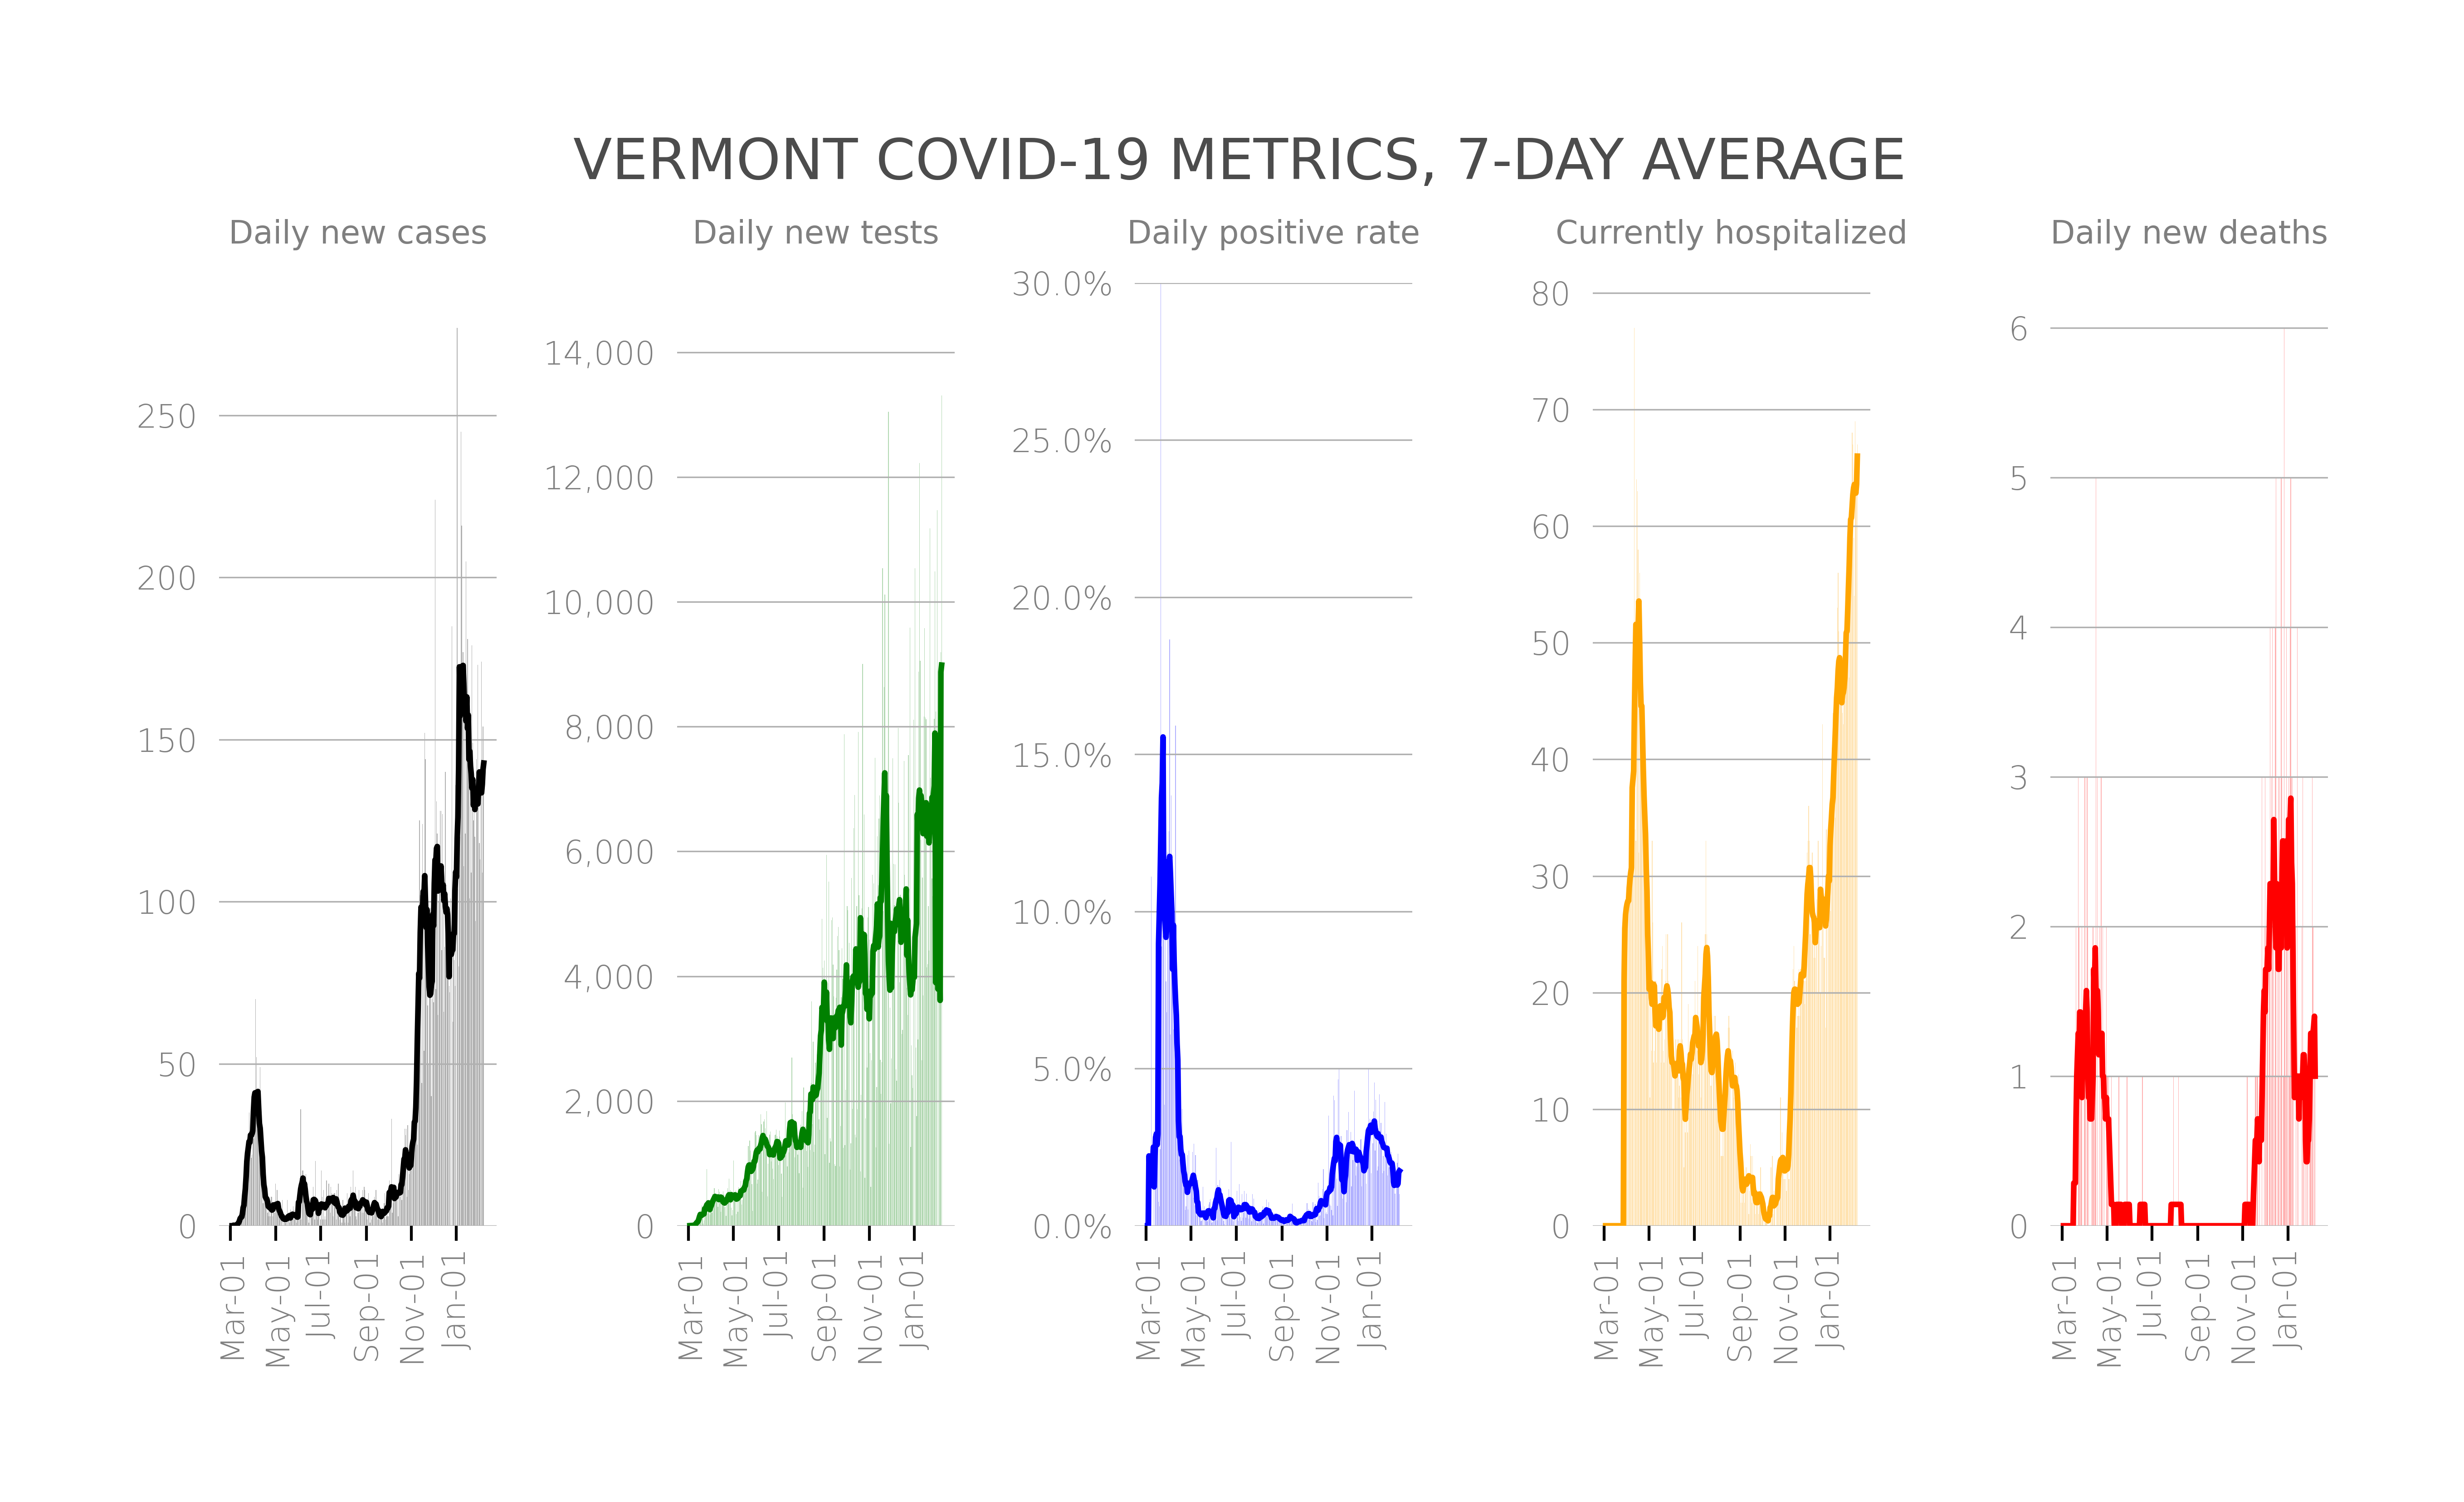 VERMONT COVID-19 METRICS, 7-DAY AVERAGE
Daily new cases
250
200
150
100
50
0
Mar-01
May-01
Jul-01
Sep-01
Nov-01
Jan-01
Daily new tests
14,000
12,000
10,000
8,000
6,000
4,000
2,000
0
Mar-01
May-01
Jul-01
Sep-01
Nov-01
Jan-01
Daily positive rate
30.0%
25.0%
20.0%
15.0%
10.0%
5.0%
0.0%
Mar-01
May-01
Jul-01
Sep-01
Nov-01
Jan-01
Currently hospitalized
80
70
60
50
40
30
20
10
0
Mar-01
May-01
Jul-01
Sep-01
Nov-01
Jan-01
Daily new deaths
6
5
4
3
2
1
0
Mar-01
May-01
Jul-01
Sep-01
Nov-01
Jan-01